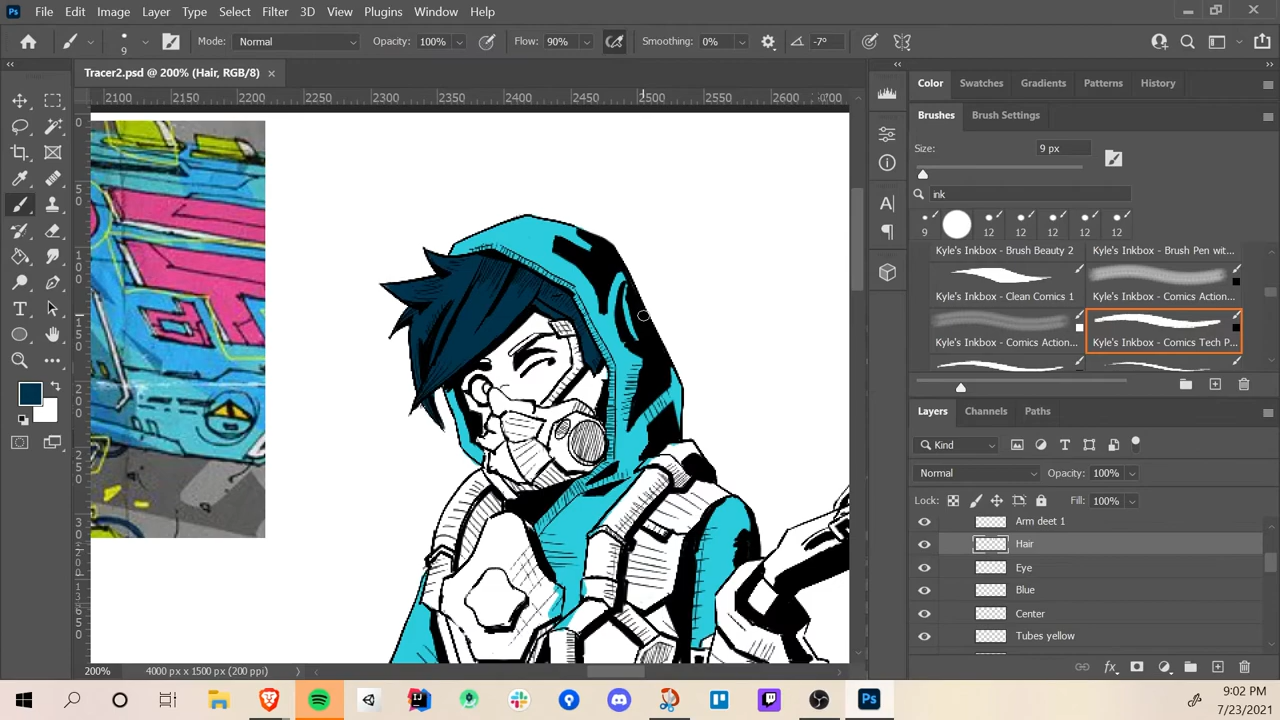 Ps File Edit Image Layer Type Select Filter 3D View Plugins Window Help
9 Mode: Normal Opacity: 100% Flow: 90% Smoothing: 0% -7°
Tracer2.psd @ 200% (Hair, RGB/8)
2100 2150 2200 2250 2300 2350 2400 2450 2500 2550 2600
Color Swatches Gradients Patterns History
Brushes Brush Settings
Size: 9 px
ink
9 12 12 12 12 12
Kyle's Inkbox - Brush Beauty 2 Kyle's Inkbox - Brush Pen wit...
Kyle's Inkbox - Clean Comics 1 Kyle's Inkbox - Comics Action...
Kyle's Inkbox - Comics Action... Kyle's Inkbox - Comics Tech P...
Layers Channels Paths
Kind
Normal Opacity: 100%
Lock: Fill: 100%
Arm deet 1
Hair
Eye
Blue
Center
Tubes yellow
200% 4000 px x 1500 px (200 ppi)
Ps
9:02 PM
7/23/2021